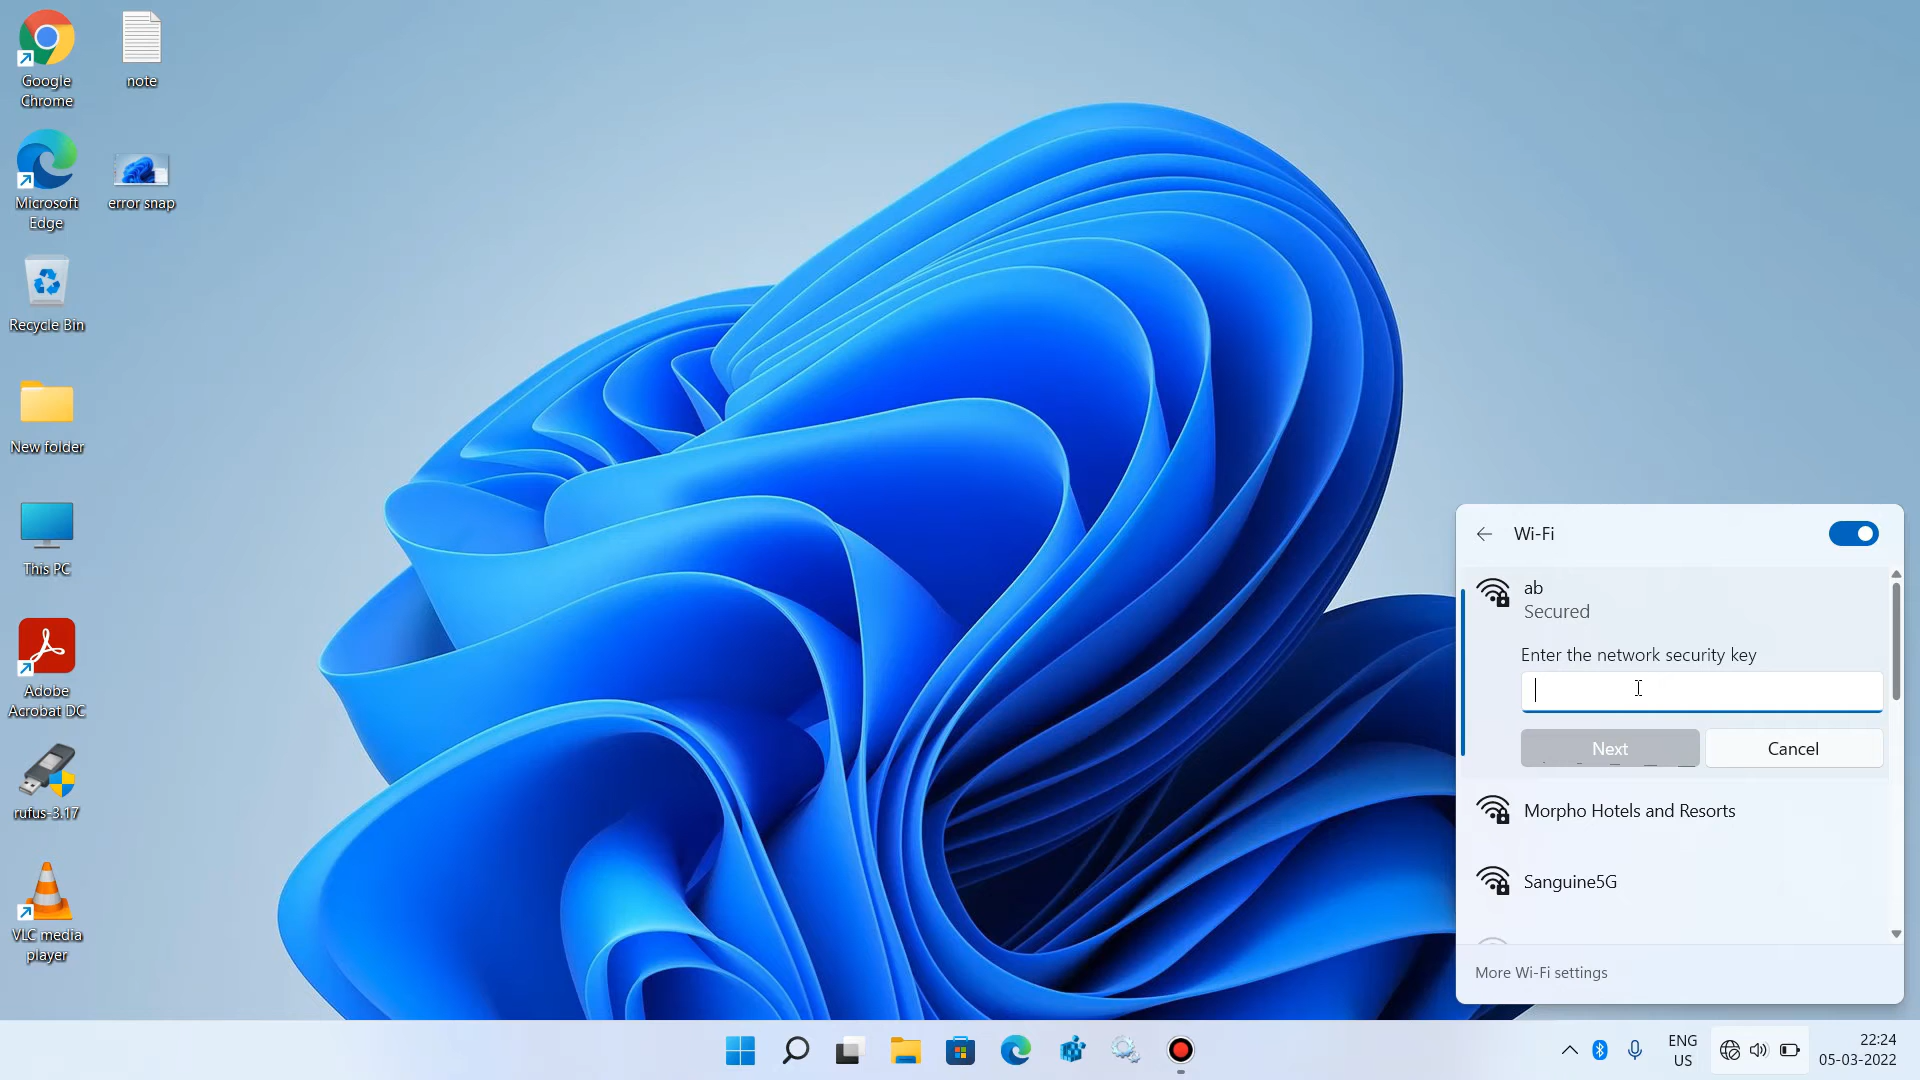 Google
Chrome
note
Microsoft
Edge
error snap
Recycle Bin
New folder
This PC
Adobe
Acrobat DC
rufus-3.17
VLC media
player
Wi-Fi
ab
Secured
Enter the network security key
Next
Cancel
Morpho Hotels and Resorts
Sanguine5G
More Wi-Fi settings
ENG
US
22:24
05-03-2022